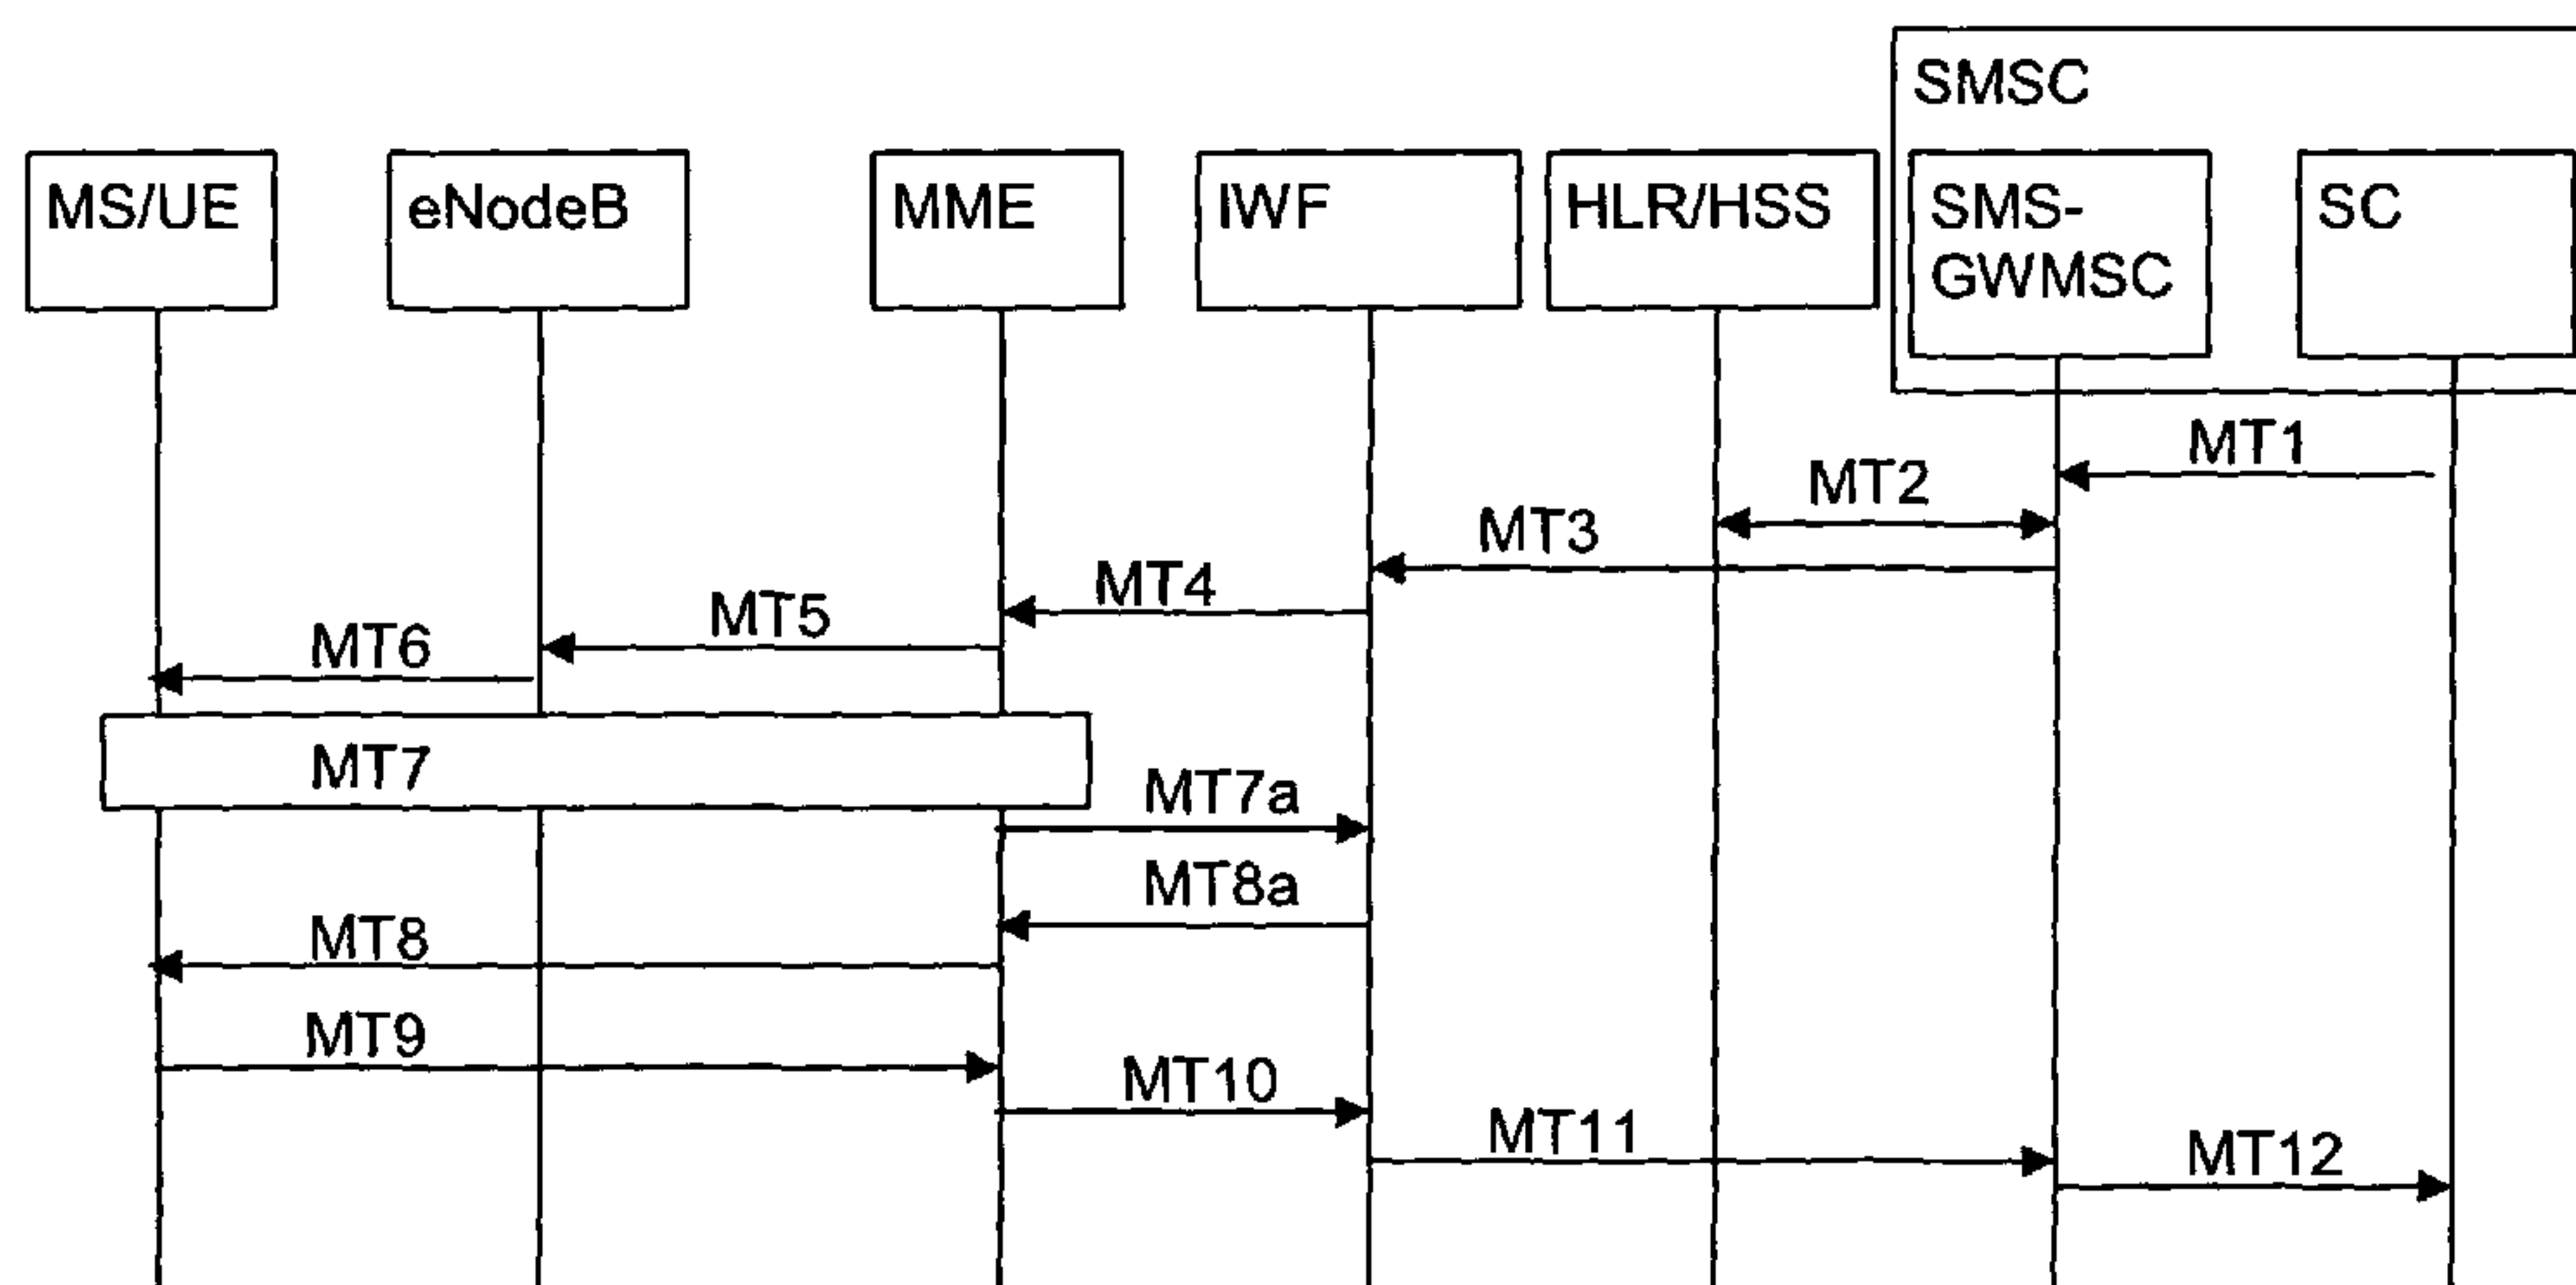 SMSC
MS/UE
eNodeB
MME
IWF
HLR/HSS
SMS-
GWMSC
SC
MT1
MT2
MT3
MT4
MT5
MT6
MT7
MT7a
MT8a
MT8
MT9
MT10
MT11
MT12